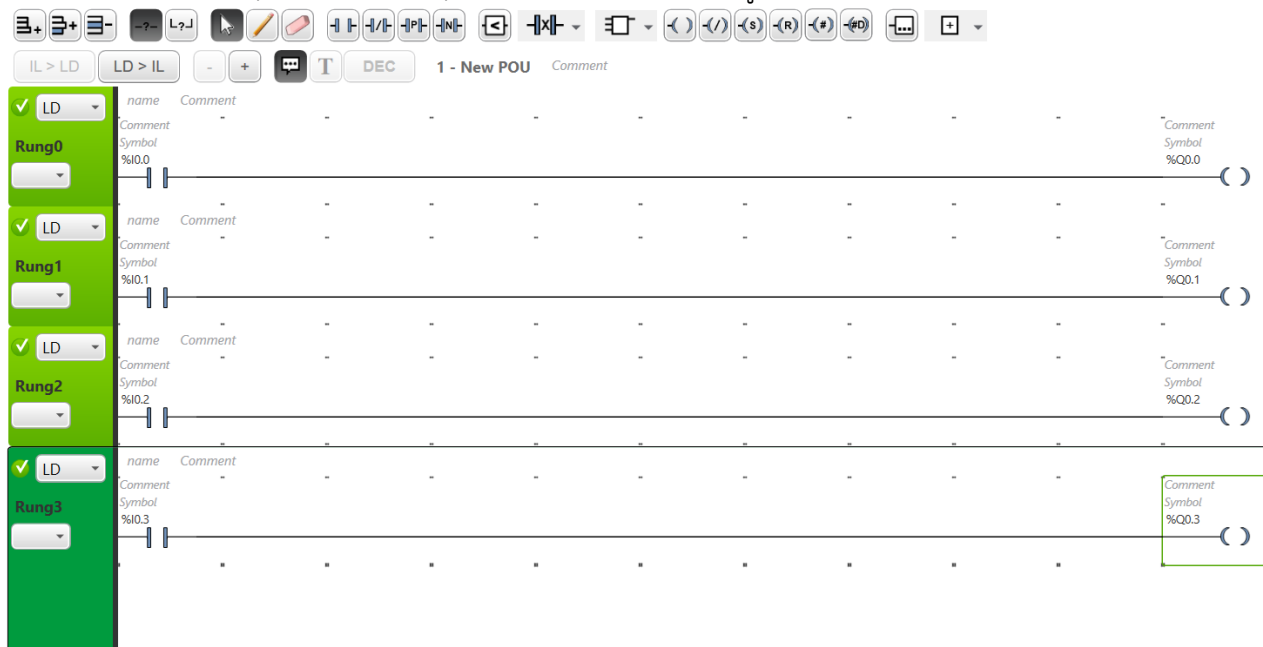 -?- L?J P N < X ( ) (/) (S) (R) (#) (#D) ... +
IL > LD LD > IL - + T DEC 1 - New POU Comment
LD name Comment
Comment Comment
Rung0 Symbol Symbol
%I0.0 %Q0.0
LD name Comment
Comment Comment
Rung1 Symbol Symbol
%I0.1 %Q0.1
LD name Comment
Comment Comment
Rung2 Symbol Symbol
%I0.2 %Q0.2
LD name Comment
Comment Comment
Rung3 Symbol Symbol
%I0.3 %Q0.3